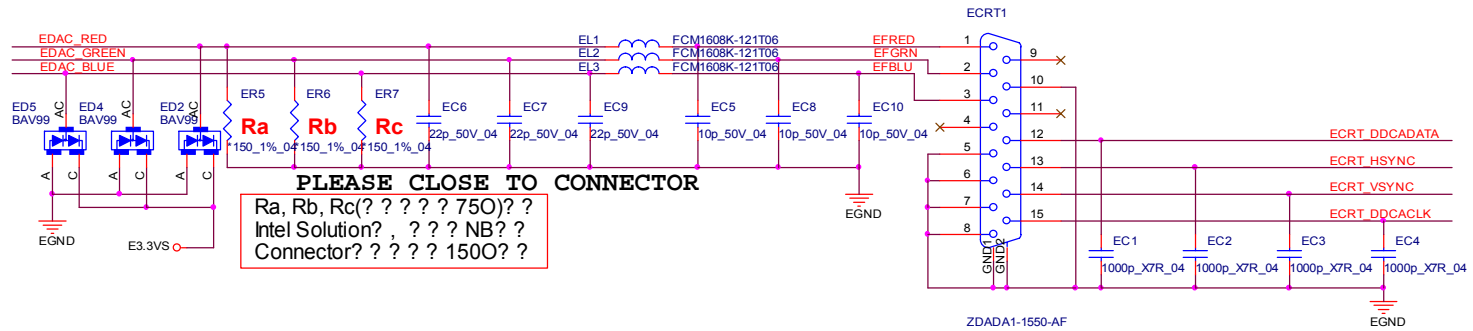 ECRT1
EDAC_RED
EDAC_GREEN
EDAC_BLUE
EL1 FCM1608K-121T06 EFRED
EL2 FCM1608K-121T06 EFGRN
EL3 FCM1608K-121T06 EFBLU
1
2
3
4
5
6
7
8
9
10
11
12
13
14
15
GND1
GND2
ECRT_DDCADATA
ECRT_HSYNC
ECRT_VSYNC
ECRT_DDCACLK
ED5
BAV99
ED4
BAV99
ED2
BAV99
AC
AC
AC
A
C
A
C
A
C
ER5
Ra
*150_1%_04
ER6
Rb
*150_1%_04
ER7
Rc
*150_1%_04
EC6
22p_50V_04
EC7
22p_50V_04
EC9
22p_50V_04
EC5
10p_50V_04
EC8
10p_50V_04
EC10
10p_50V_04
EGND
E3.3VS
PLEASE CLOSE TO CONNECTOR
Ra, Rb, Rc(? ? ? ? ? 75O)? ?
Intel Solution? , ? ? ? NB? ?
Connector? ? ? ? ? 150O? ?
EGND
EC1
1000p_X7R_04
EC2
1000p_X7R_04
EC3
1000p_X7R_04
EC4
1000p_X7R_04
EGND
ZDADA1-1550-AF